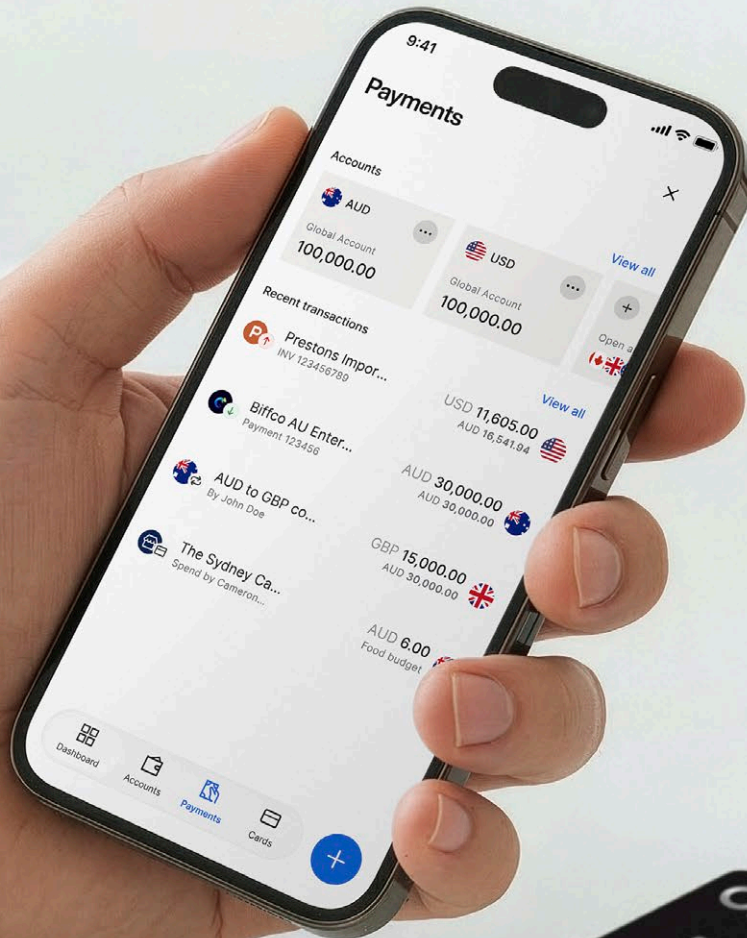 9:41
Payments
Accounts
View all
AUD
Global Account
100,000.00
USD
Global Account
100,000.00
Open a
Recent transactions
View all
Prestons Impor...
INV 123456789
USD 11,605.00
AUD 16,541.94
Biffco AU Enter...
Payment 123456
AUD 30,000.00
AUD 30,000.00
AUD to GBP co...
By John Doe
GBP 15,000.00
AUD 30,000.00
The Sydney Ca...
Spend by Cameron...
AUD 6.00
Food budget
Dashboard
Accounts
Payments
Cards